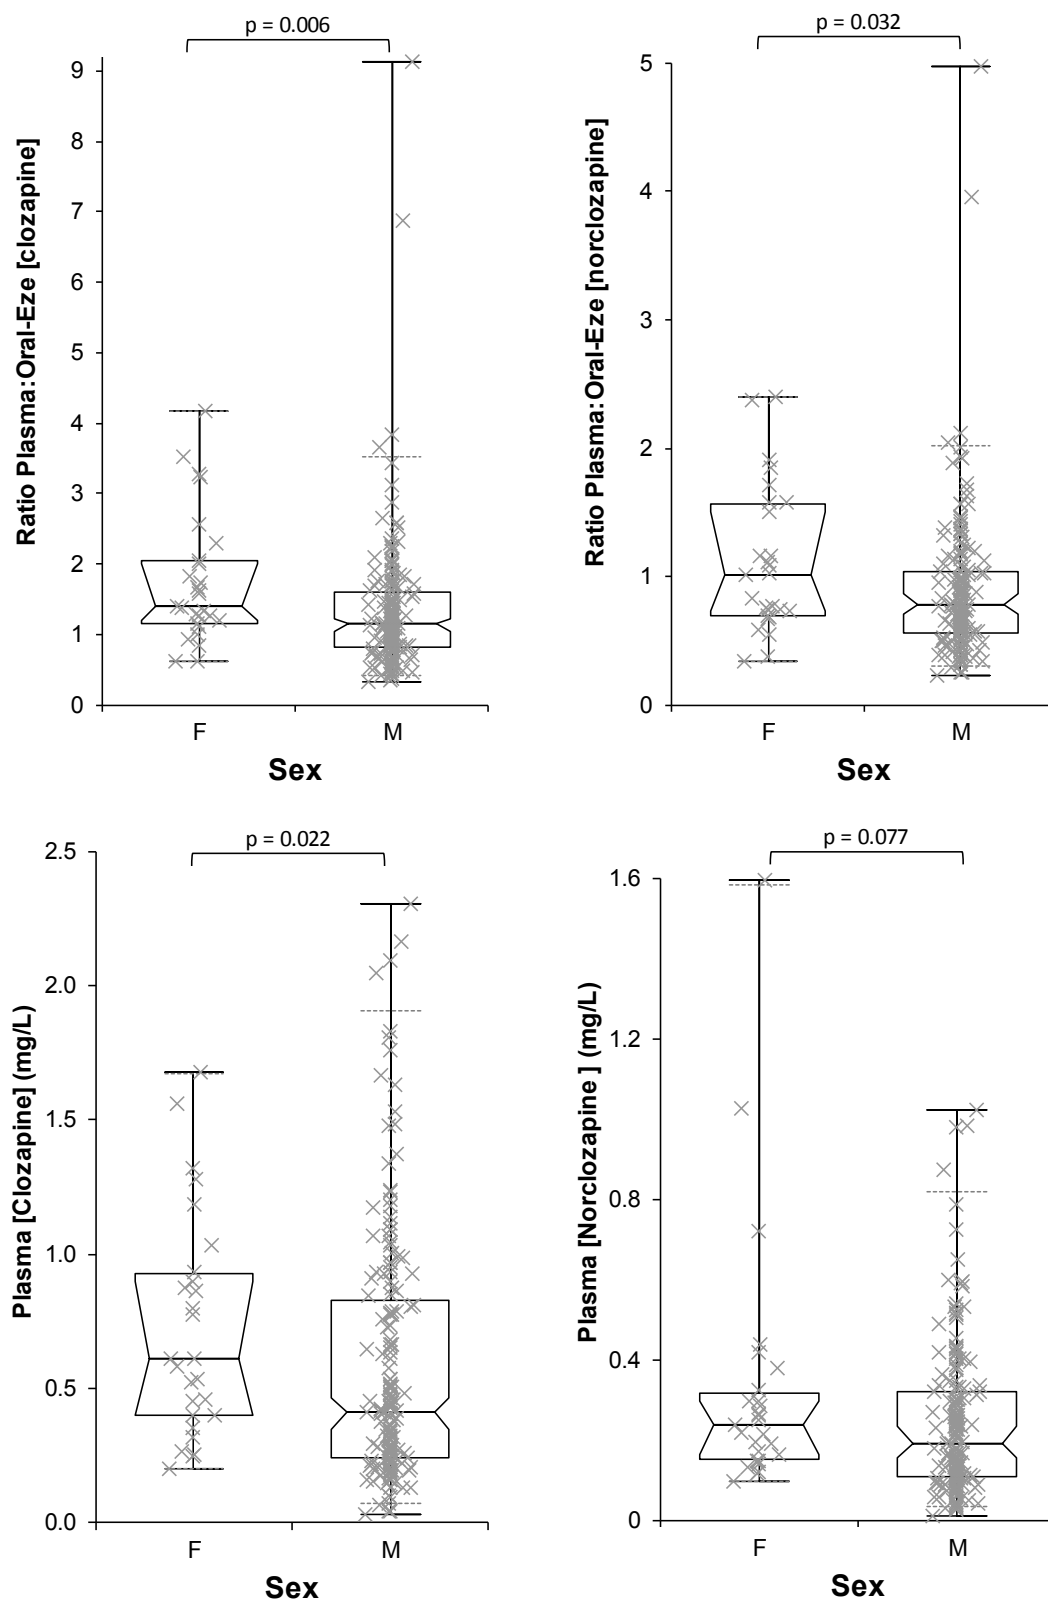 p = 0.006
Ratio Plasma:Oral-Eze [clozapine]
9
8
7
6
5
4
3
2
1
0
F M
Sex
p = 0.032
Ratio Plasma:Oral-Eze [norclozapine]
5
4
3
2
1
0
F M
Sex
p = 0.022
Plasma [Clozapine] (mg/L)
2.5
2.0
1.5
1.0
0.5
0.0
F M
Sex
p = 0.077
Plasma [Norclozapine ] (mg/L)
1.6
1.2
0.8
0.4
0
F M
Sex